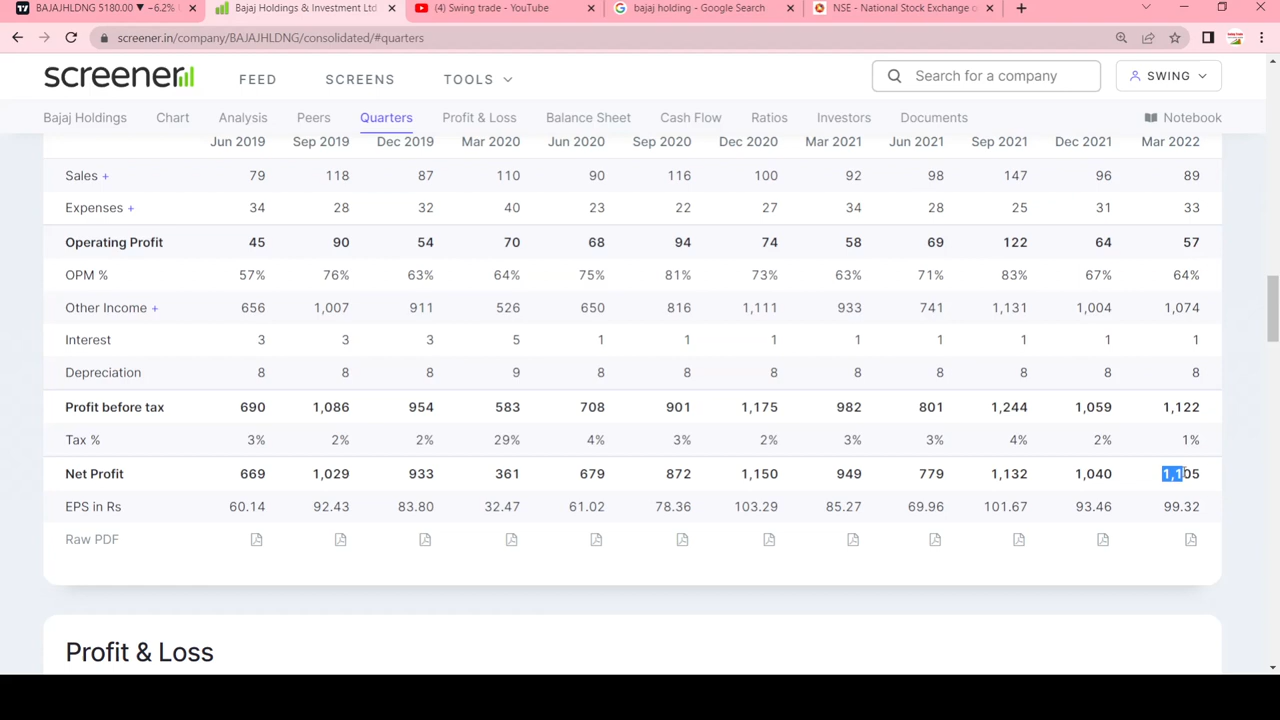 BAJAJHLDNG 5180.00 ▼ −6.2%
Bajaj Holdings & Investment Ltd
(4) Swing trade - YouTube
bajaj holding - Google Search
NSE - National Stock Exchange o
screener.in/company/BAJAJHLDNG/consolidated/#quarters
screener
FEED
SCREENS
TOOLS
Search for a company
SWING
Bajaj Holdings
Chart
Analysis
Peers
Quarters
Profit & Loss
Balance Sheet
Cash Flow
Ratios
Investors
Documents
Notebook
Jun 2019 Sep 2019 Dec 2019 Mar 2020 Jun 2020 Sep 2020 Dec 2020 Mar 2021 Jun 2021 Sep 2021 Dec 2021 Mar 2022
Sales + 79 118 87 110 90 116 100 92 98 147 96 89
Expenses + 34 28 32 40 23 22 27 34 28 25 31 33
Operating Profit 45 90 54 70 68 94 74 58 69 122 64 57
OPM % 57% 76% 63% 64% 75% 81% 73% 63% 71% 83% 67% 64%
Other Income + 656 1,007 911 526 650 816 1,111 933 741 1,131 1,004 1,074
Interest 3 3 3 5 1 1 1 1 1 1 1 1
Depreciation 8 8 8 9 8 8 8 8 8 8 8 8
Profit before tax 690 1,086 954 583 708 901 1,175 982 801 1,244 1,059 1,122
Tax % 3% 2% 2% 29% 4% 3% 2% 3% 3% 4% 2% 1%
Net Profit 669 1,029 933 361 679 872 1,150 949 779 1,132 1,040 1,105
EPS in Rs 60.14 92.43 83.80 32.47 61.02 78.36 103.29 85.27 69.96 101.67 93.46 99.32
Raw PDF
Profit & Loss